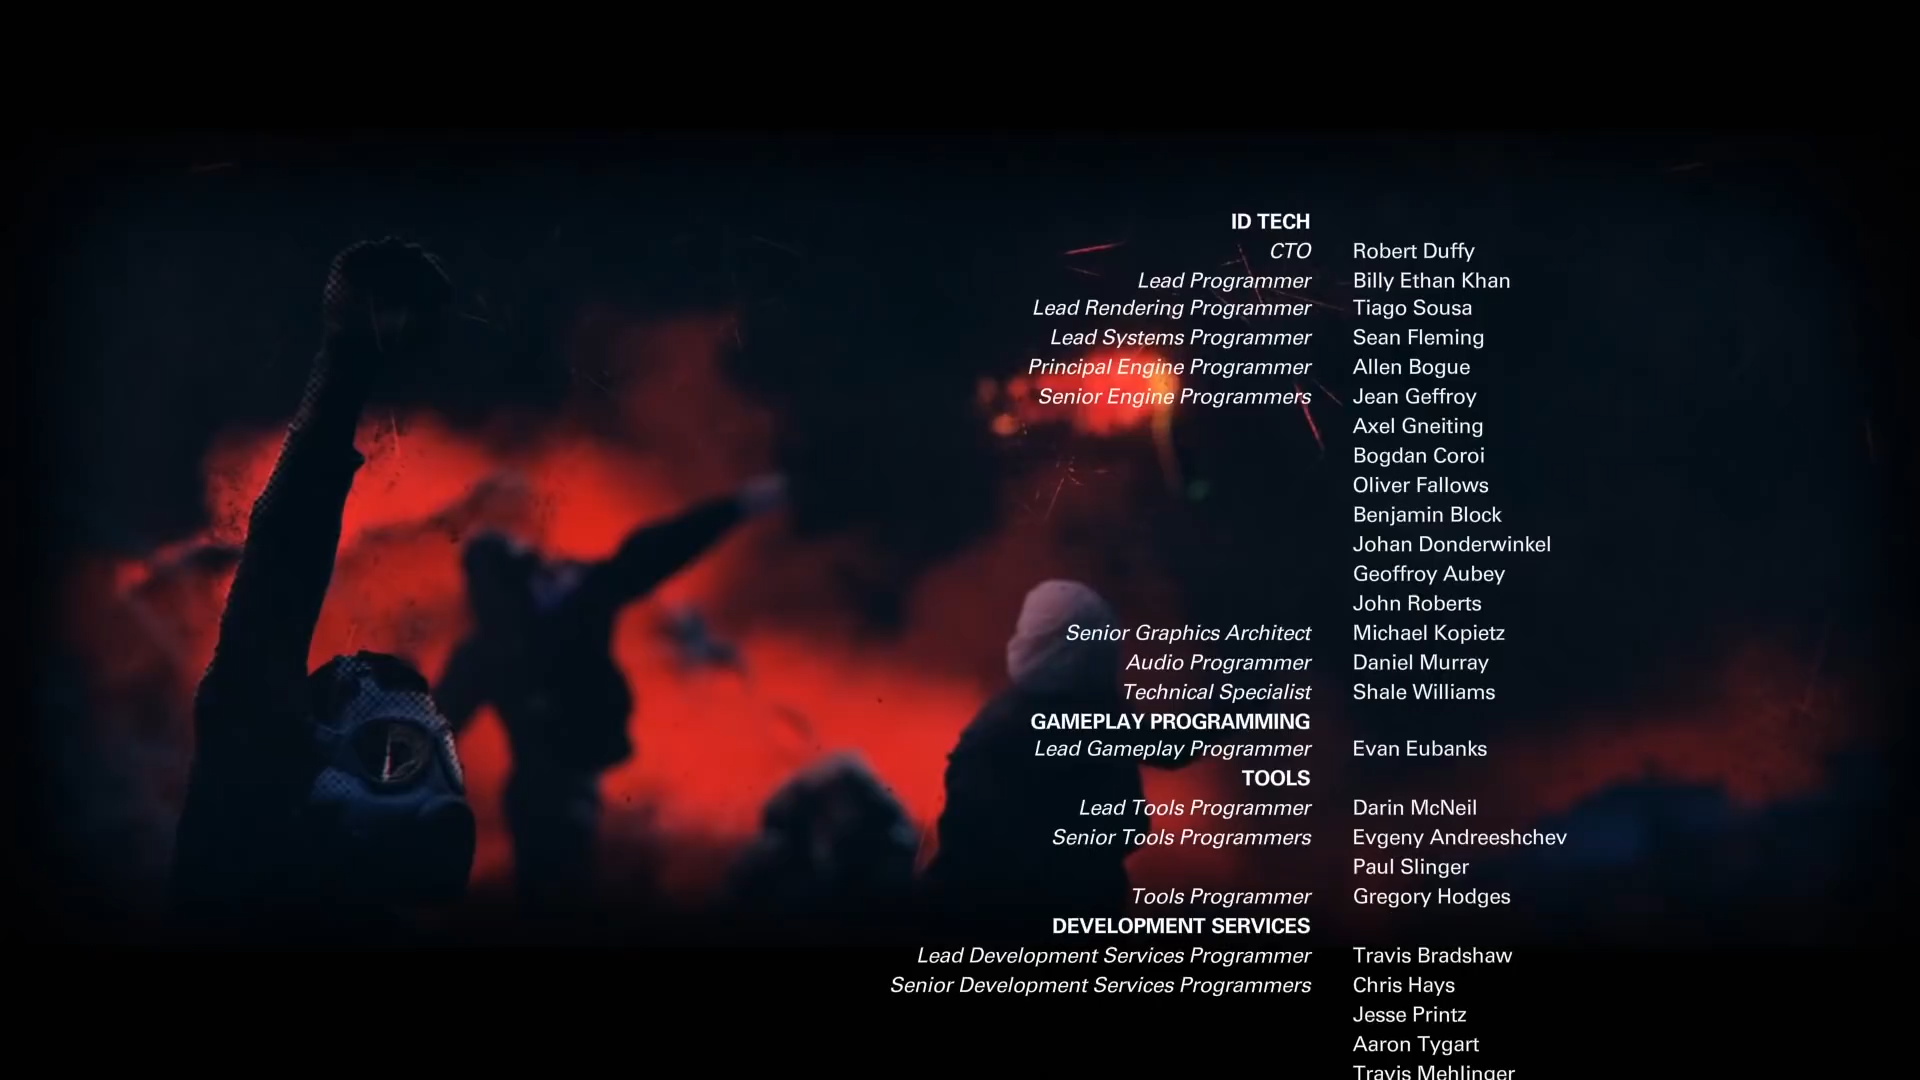 ID TECH
CTO Robert Duffy
Lead Programmer Billy Ethan Khan
Lead Rendering Programmer Tiago Sousa
Lead Systems Programmer Sean Fleming
Principal Engine Programmer Allen Bogue
Senior Engine Programmers Jean Geffroy
Axel Gneiting
Bogdan Coroi
Oliver Fallows
Benjamin Block
Johan Donderwinkel
Geoffroy Aubey
John Roberts
Senior Graphics Architect Michael Kopietz
Audio Programmer Daniel Murray
Technical Specialist Shale Williams
GAMEPLAY PROGRAMMING
Lead Gameplay Programmer Evan Eubanks
TOOLS
Lead Tools Programmer Darin McNeil
Senior Tools Programmers Evgeny Andreeshchev
Paul Slinger
Tools Programmer Gregory Hodges
DEVELOPMENT SERVICES
Lead Development Services Programmer Travis Bradshaw
Senior Development Services Programmers Chris Hays
Jesse Printz
Aaron Tygart
Travis Mehlinger